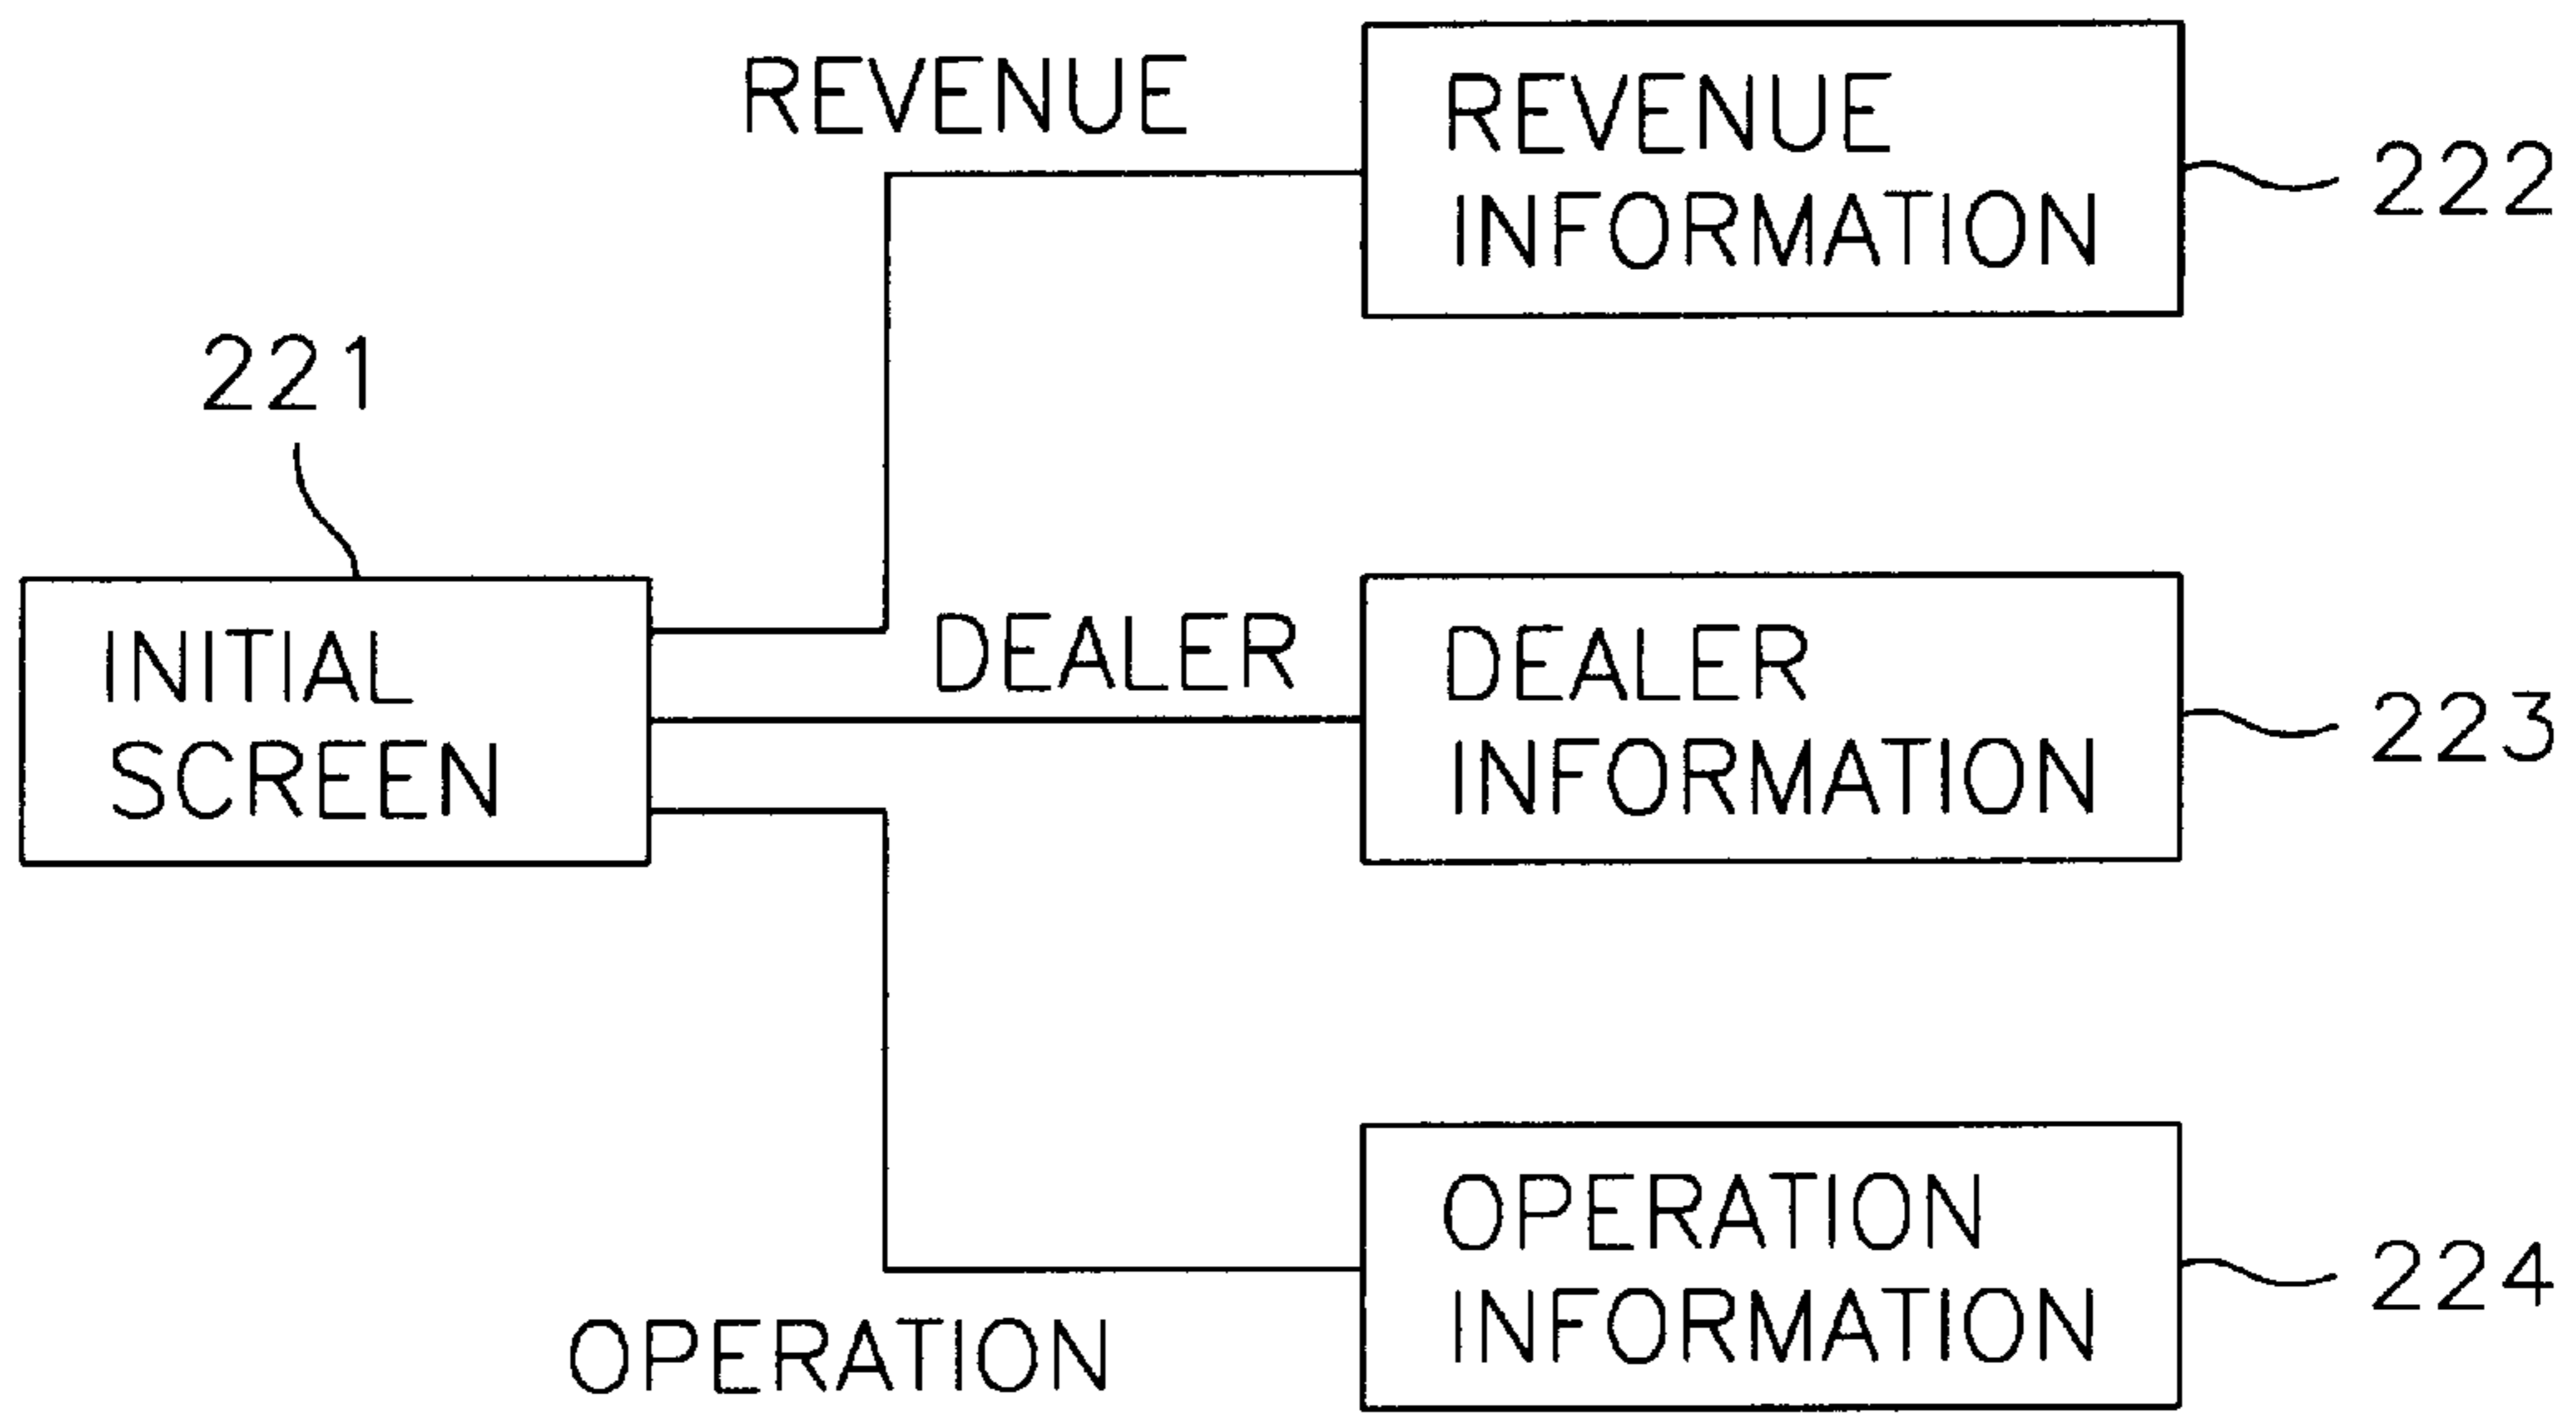 REVENUE
REVENUE
INFORMATION
222
221
INITIAL
SCREEN
DEALER
DEALER
INFORMATION
223
OPERATION
OPERATION
INFORMATION
224